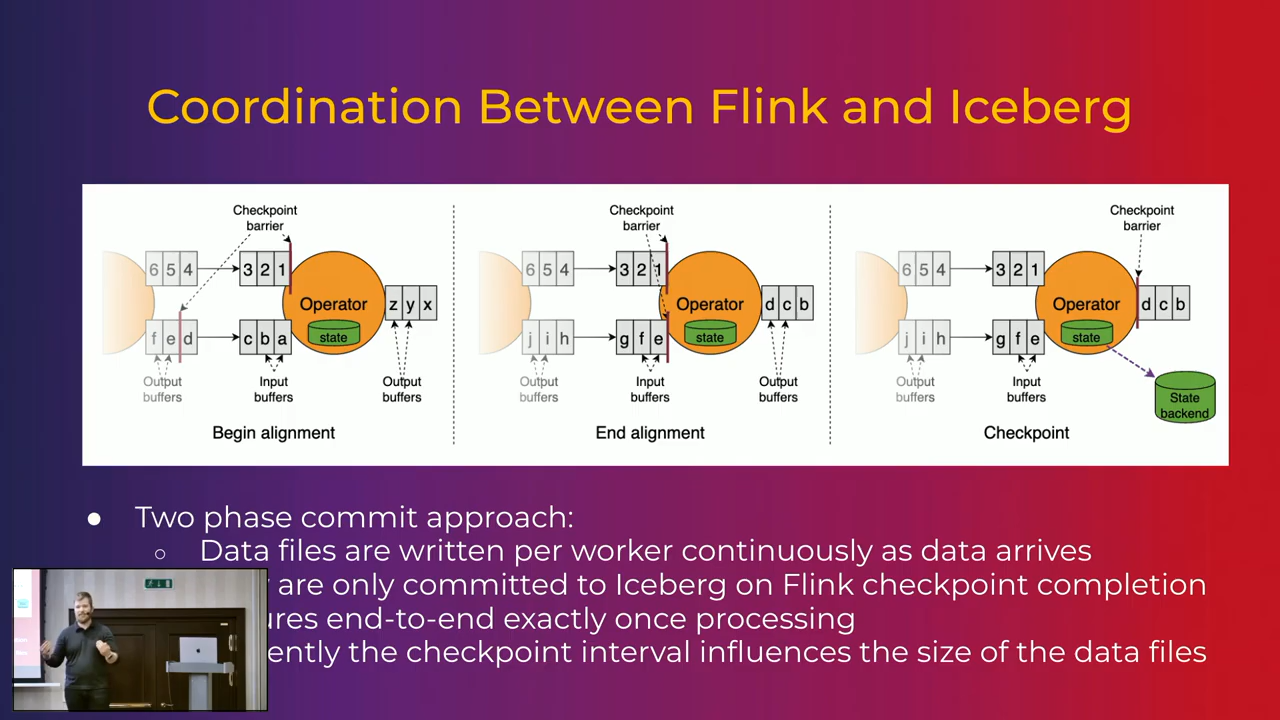 Coordination Between Flink and Iceberg
Checkpoint
barrier
6 5 4
3 2 1
Operator
state
z y x
f e d
c b a
Output
buffers
Input
buffers
Output
buffers
Begin alignment
Checkpoint
barrier
6 5 4
3 2 1
Operator
state
d c b
j i h
g f e
Output
buffers
Input
buffers
Output
buffers
End alignment
Checkpoint
barrier
6 5 4
3 2 1
Operator
state
d c b
j i h
g f e
Output
buffers
Input
buffers
State
backend
Checkpoint
● Two phase commit approach:
○ Data files are written per worker continuously as data arrives
are only committed to Iceberg on Flink checkpoint completion
end-to-end exactly once processing
the checkpoint interval influences the size of the data files